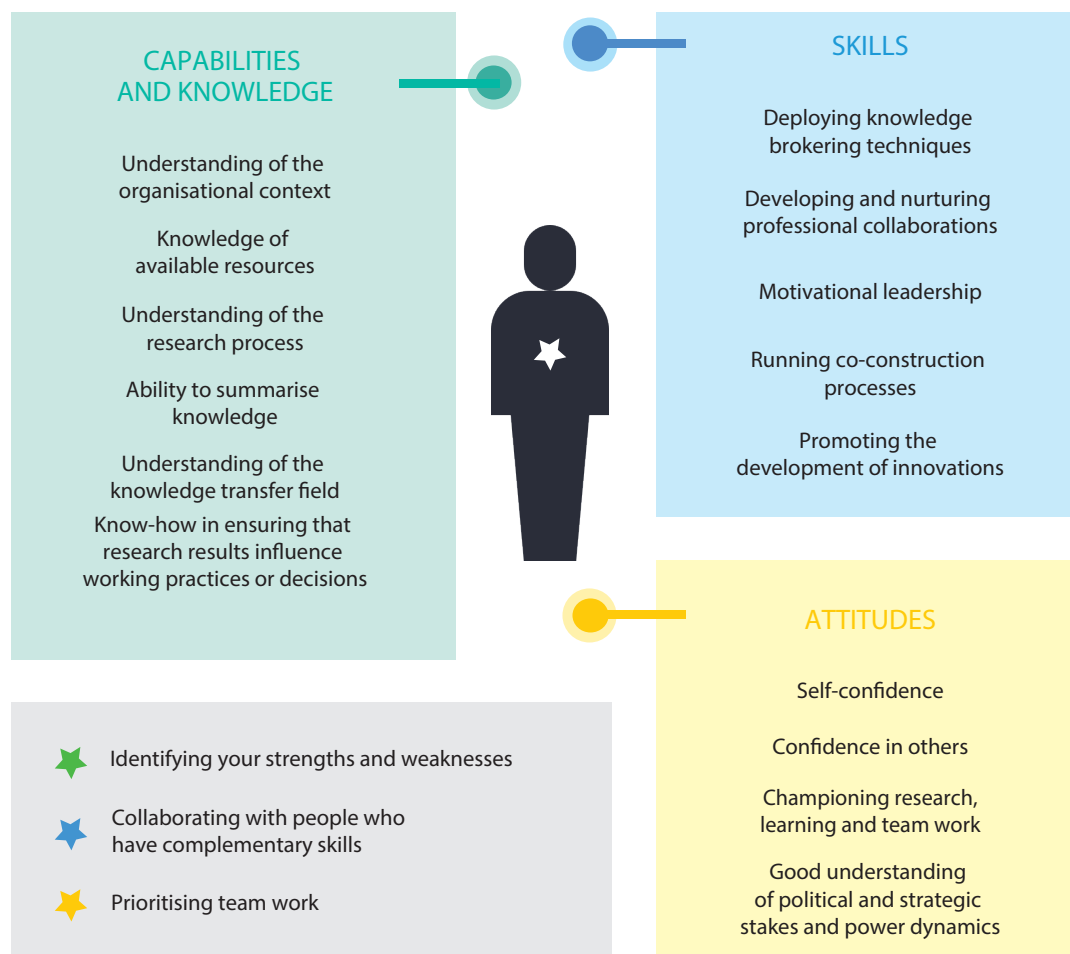 CAPABILITIES
AND KNOWLEDGE
Understanding of the
organisational context
Knowledge of
available resources
Understanding of the
research process
Ability to summarise
knowledge
Understanding of the
knowledge transfer field
Know-how in ensuring that
research results influence
working practices or decisions
SKILLS
Deploying knowledge
brokering techniques
Developing and nurturing
professional collaborations
Motivational leadership
Running co-construction
processes
Promoting the
development of innovations
ATTITUDES
Self-confidence
Confidence in others
Championing research,
learning and team work
Good understanding
of political and strategic
stakes and power dynamics
Identifying your strengths and weaknesses
Collaborating with people who
have complementary skills
Prioritising team work